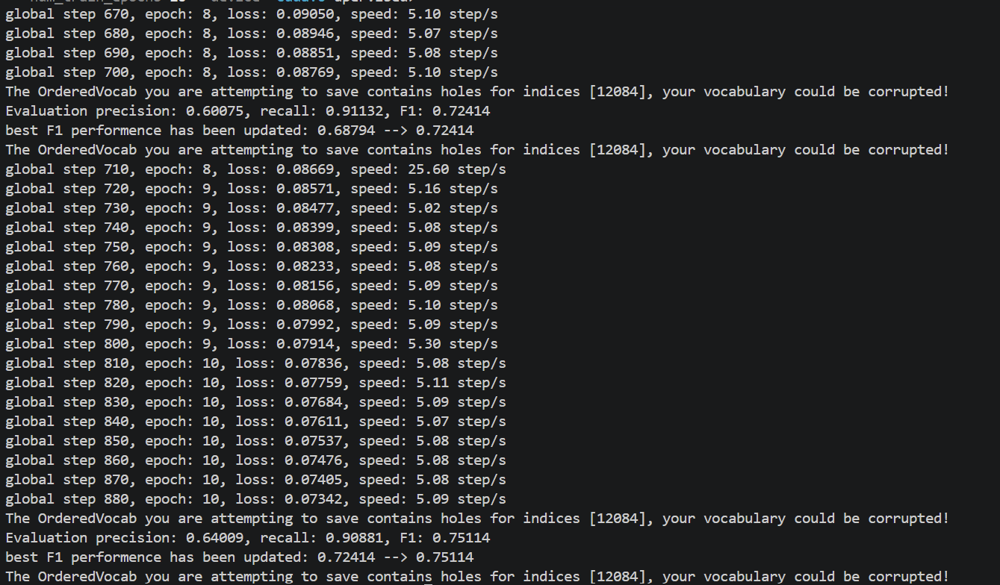 global step 670, epoch: 8, loss: 0.09050, speed: 5.10 step/s
global step 680, epoch: 8, loss: 0.08946, speed: 5.07 step/s
global step 690, epoch: 8, loss: 0.08851, speed: 5.08 step/s
global step 700, epoch: 8, loss: 0.08769, speed: 5.10 step/s
The OrderedVocab you are attempting to save contains holes for indices [12084], your vocabulary could be corrupted!
Evaluation precision: 0.60075, recall: 0.91132, F1: 0.72414
best F1 performence has been updated: 0.68794 --> 0.72414
The OrderedVocab you are attempting to save contains holes for indices [12084], your vocabulary could be corrupted!
global step 710, epoch: 8, loss: 0.08669, speed: 25.60 step/s
global step 720, epoch: 9, loss: 0.08571, speed: 5.16 step/s
global step 730, epoch: 9, loss: 0.08477, speed: 5.02 step/s
global step 740, epoch: 9, loss: 0.08399, speed: 5.08 step/s
global step 750, epoch: 9, loss: 0.08308, speed: 5.09 step/s
global step 760, epoch: 9, loss: 0.08233, speed: 5.08 step/s
global step 770, epoch: 9, loss: 0.08156, speed: 5.09 step/s
global step 780, epoch: 9, loss: 0.08068, speed: 5.10 step/s
global step 790, epoch: 9, loss: 0.07992, speed: 5.09 step/s
global step 800, epoch: 9, loss: 0.07914, speed: 5.30 step/s
global step 810, epoch: 10, loss: 0.07836, speed: 5.08 step/s
global step 820, epoch: 10, loss: 0.07759, speed: 5.11 step/s
global step 830, epoch: 10, loss: 0.07684, speed: 5.09 step/s
global step 840, epoch: 10, loss: 0.07611, speed: 5.07 step/s
global step 850, epoch: 10, loss: 0.07537, speed: 5.08 step/s
global step 860, epoch: 10, loss: 0.07476, speed: 5.08 step/s
global step 870, epoch: 10, loss: 0.07405, speed: 5.08 step/s
global step 880, epoch: 10, loss: 0.07342, speed: 5.09 step/s
The OrderedVocab you are attempting to save contains holes for indices [12084], your vocabulary could be corrupted!
Evaluation precision: 0.64009, recall: 0.90881, F1: 0.75114
best F1 performence has been updated: 0.72414 --> 0.75114
The OrderedVocab you are attempting to save contains holes for indices [12084], your vocabulary could be corrupted!